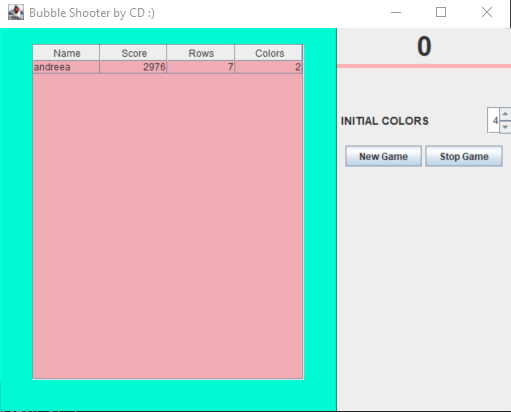 Bubble Shooter by CD :)
0
Name Score Rows Colors
andreea 2976 7 2
INITIAL COLORS 4
New Game Stop Game